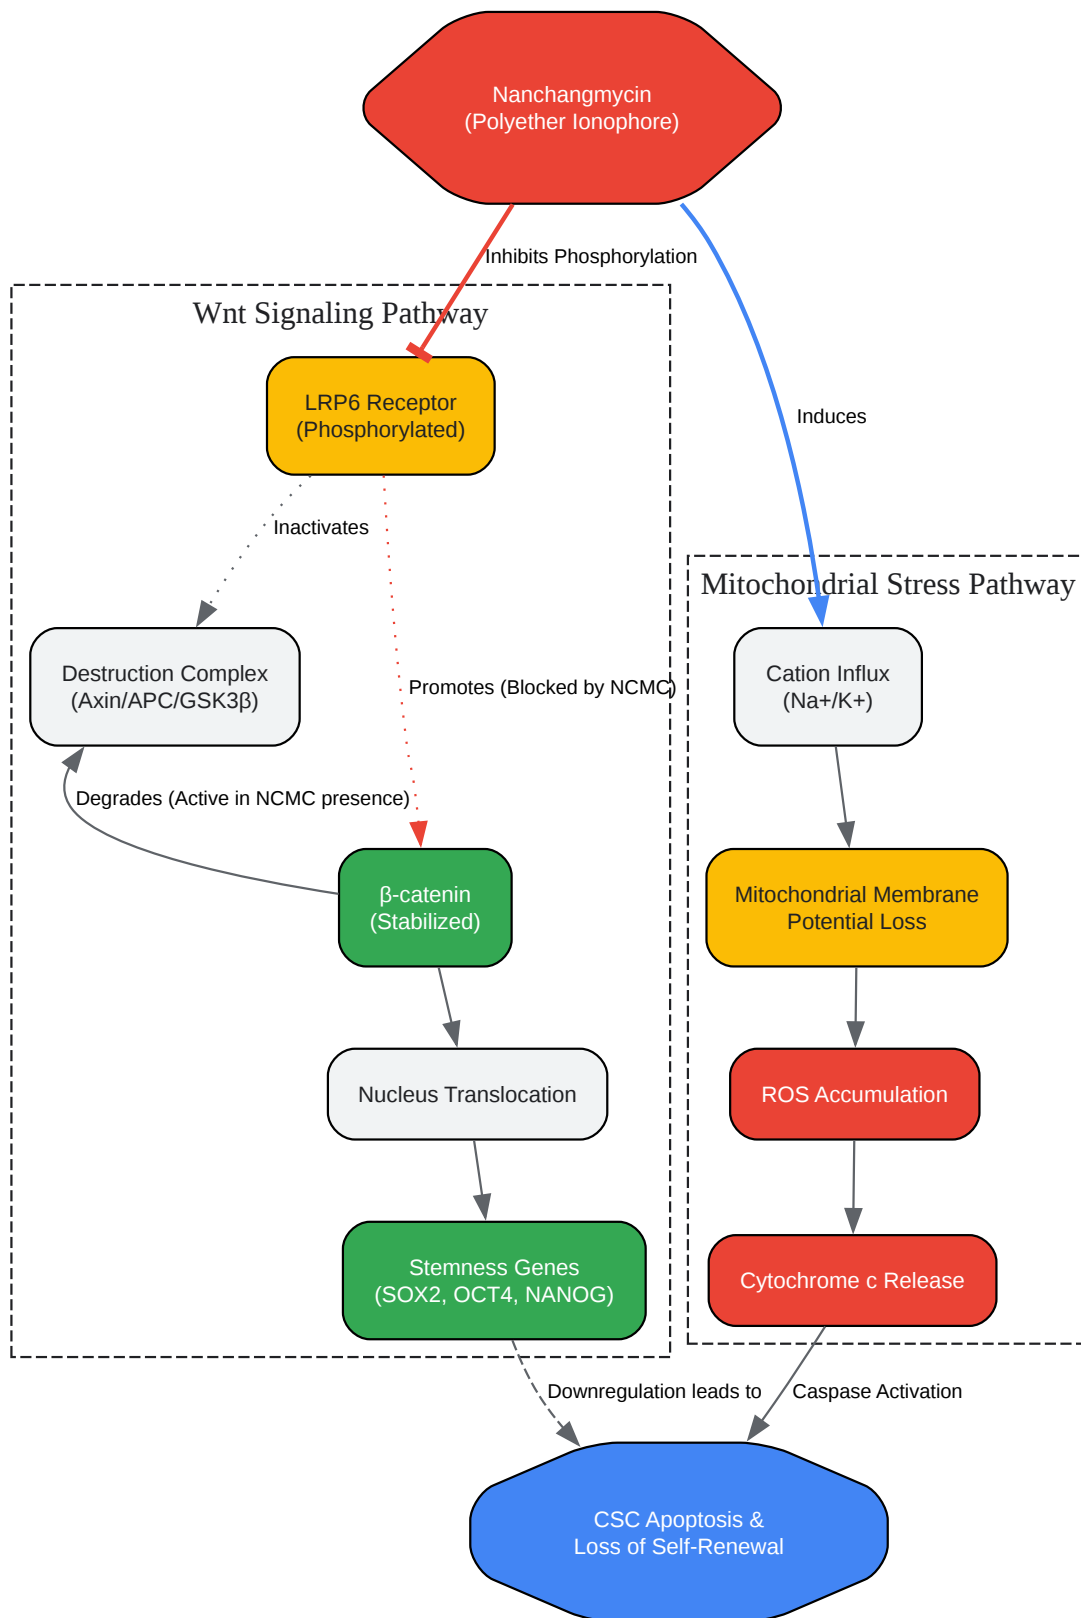 Nanchangmycin
(Polyether Ionophore)
Inhibits Phosphorylation
Wnt Signaling Pathway
LRP6 Receptor
(Phosphorylated)
Induces
Inactivates
Mitochondrial Stress Pathway
Destruction Complex
(Axin/APC/GSK3β)
Promotes (Blocked by NCMC)
Cation Influx
(Na+/K+)
Degrades (Active in NCMC presence)
β-catenin
(Stabilized)
Mitochondrial Membrane
Potential Loss
Nucleus Translocation
ROS Accumulation
Stemness Genes
(SOX2, OCT4, NANOG)
Cytochrome c Release
Downregulation leads to
Caspase Activation
CSC Apoptosis &
Loss of Self-Renewal